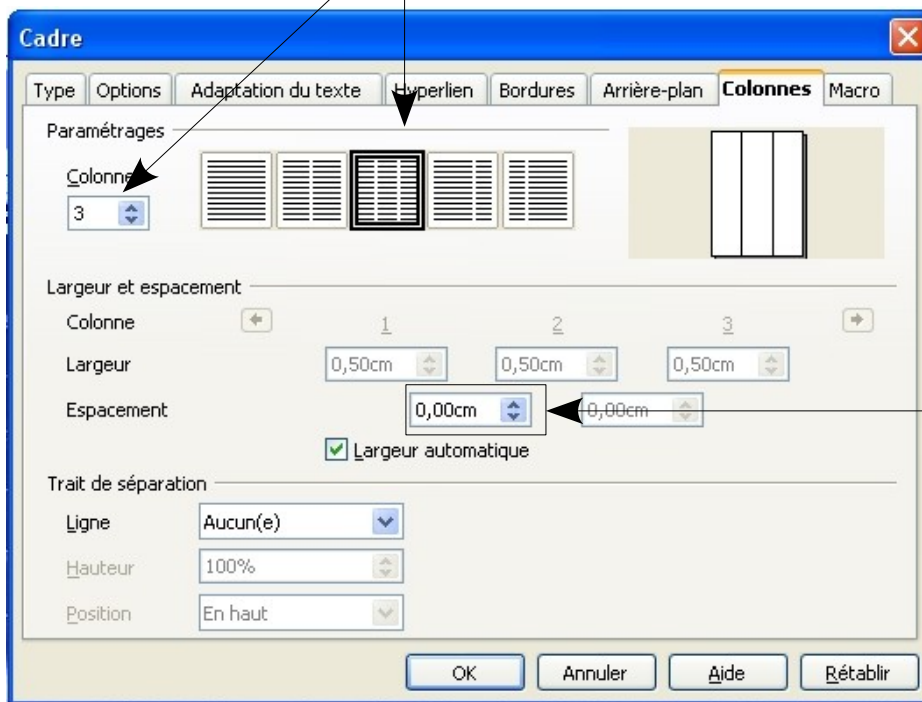 Cadre
Type Options Adaptation du texte Hyperlien Bordures Arrière-plan Colonnes Macro
Paramétrages
Colonne
3
Largeur et espacement
Colonne 1 2 3
Largeur 0,50cm 0,50cm 0,50cm
Espacement 0,00cm 0,00cm
Largeur automatique
Trait de séparation
Ligne Aucun(e)
Hauteur 100%
Position En haut
OK Annuler Aide Rétablir